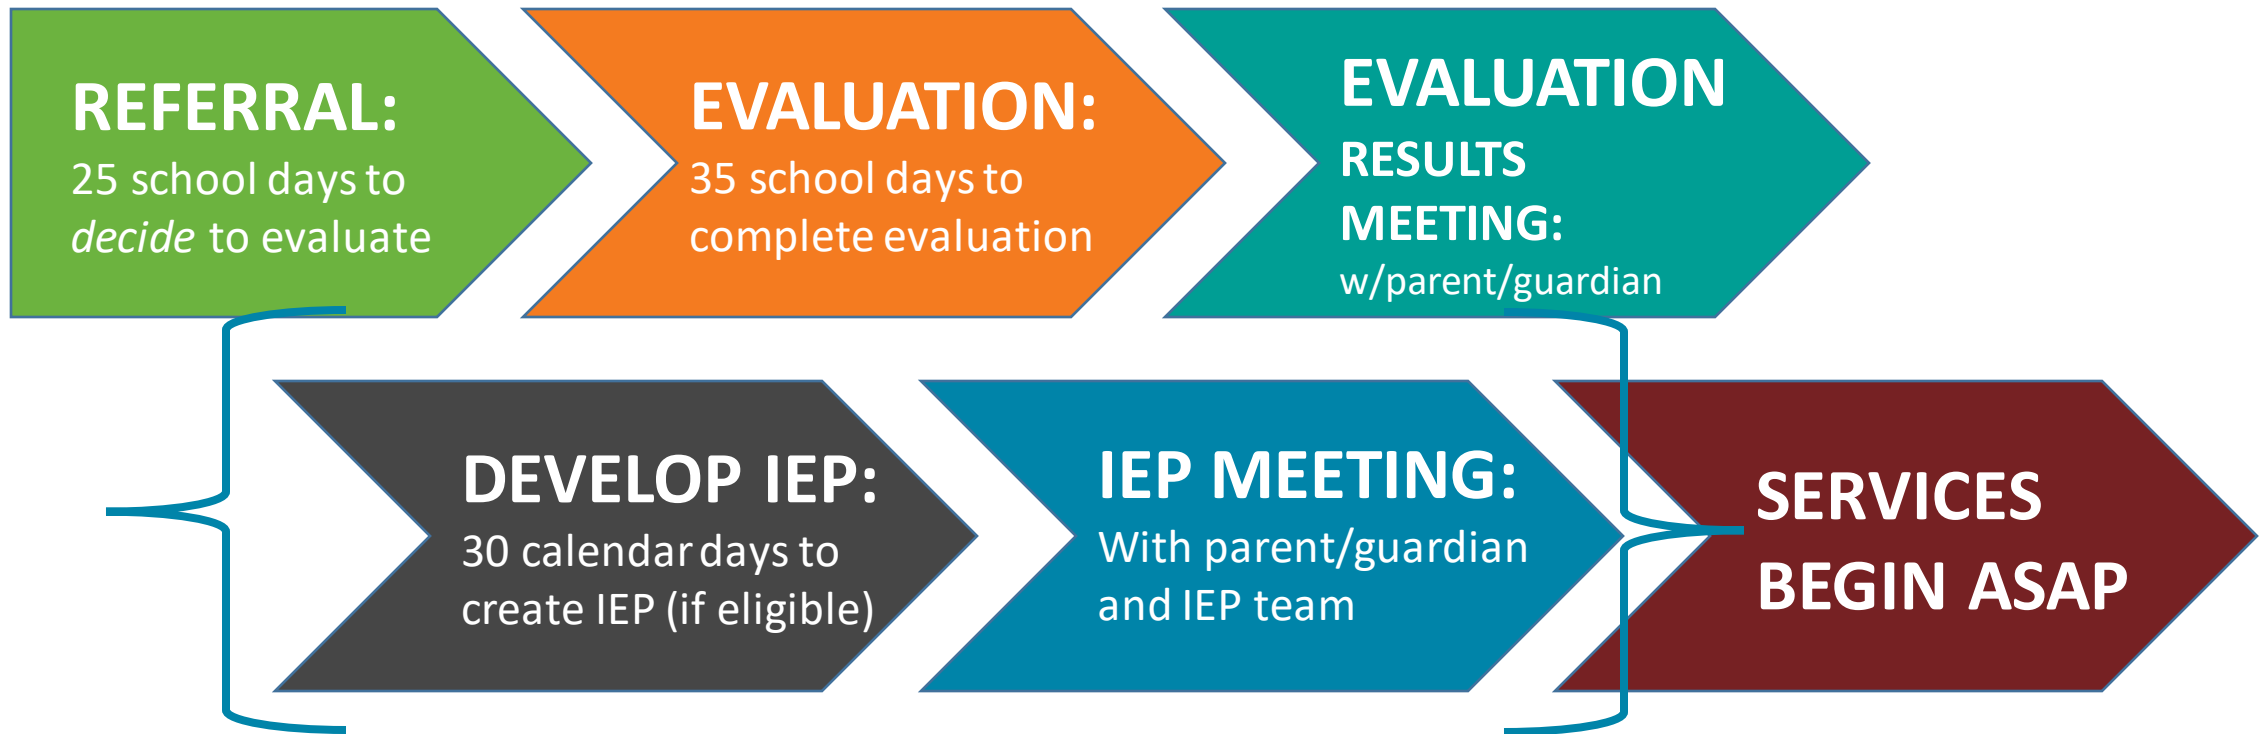 REFERRAL:
25 school days to
decide to evaluate
EVALUATION:
35 school days to
complete evaluation
EVALUATION
RESULTS
MEETING:
w/parent/guardian
DEVELOP IEP:
30 calendar days to
create IEP (if eligible)
IEP MEETING:
With parent/guardian
and IEP team
SERVICES
BEGIN ASAP